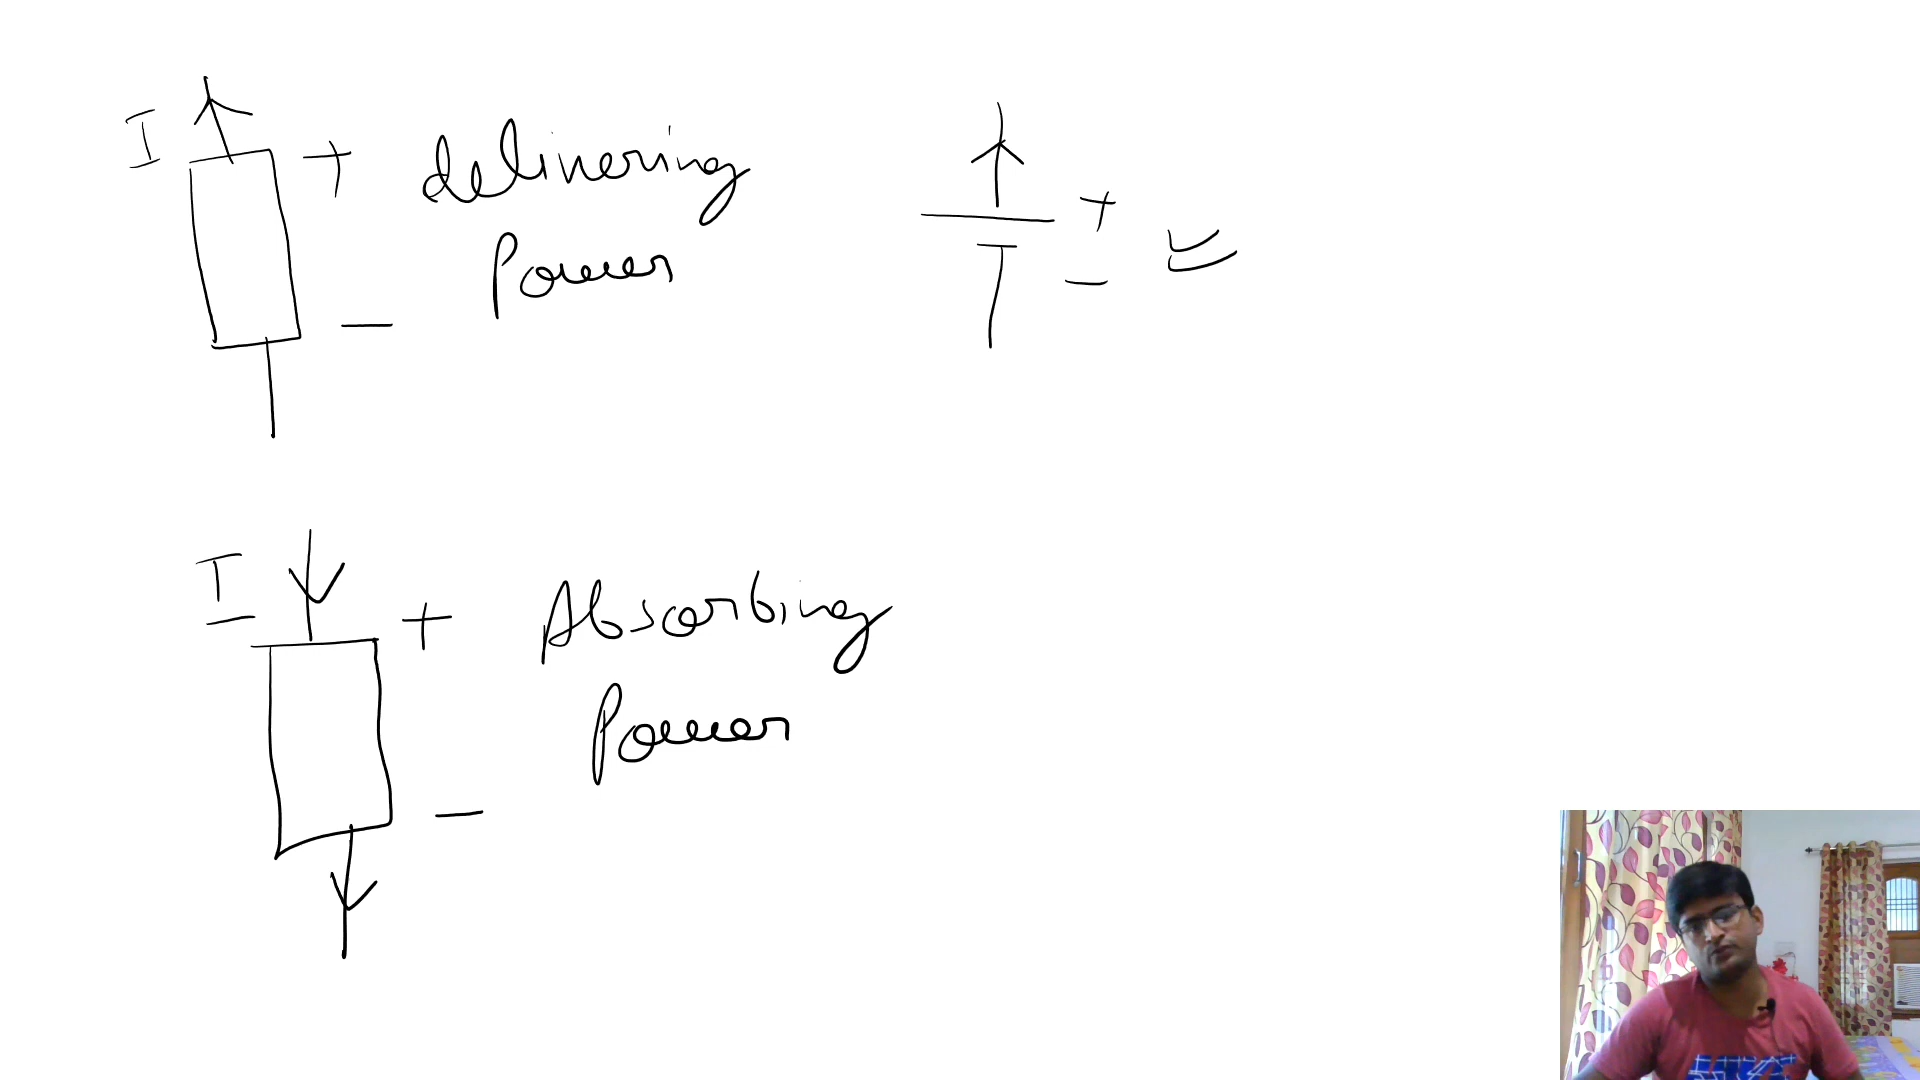 I + delivering
Power
-
+
-
I + Absorbing
Power
-